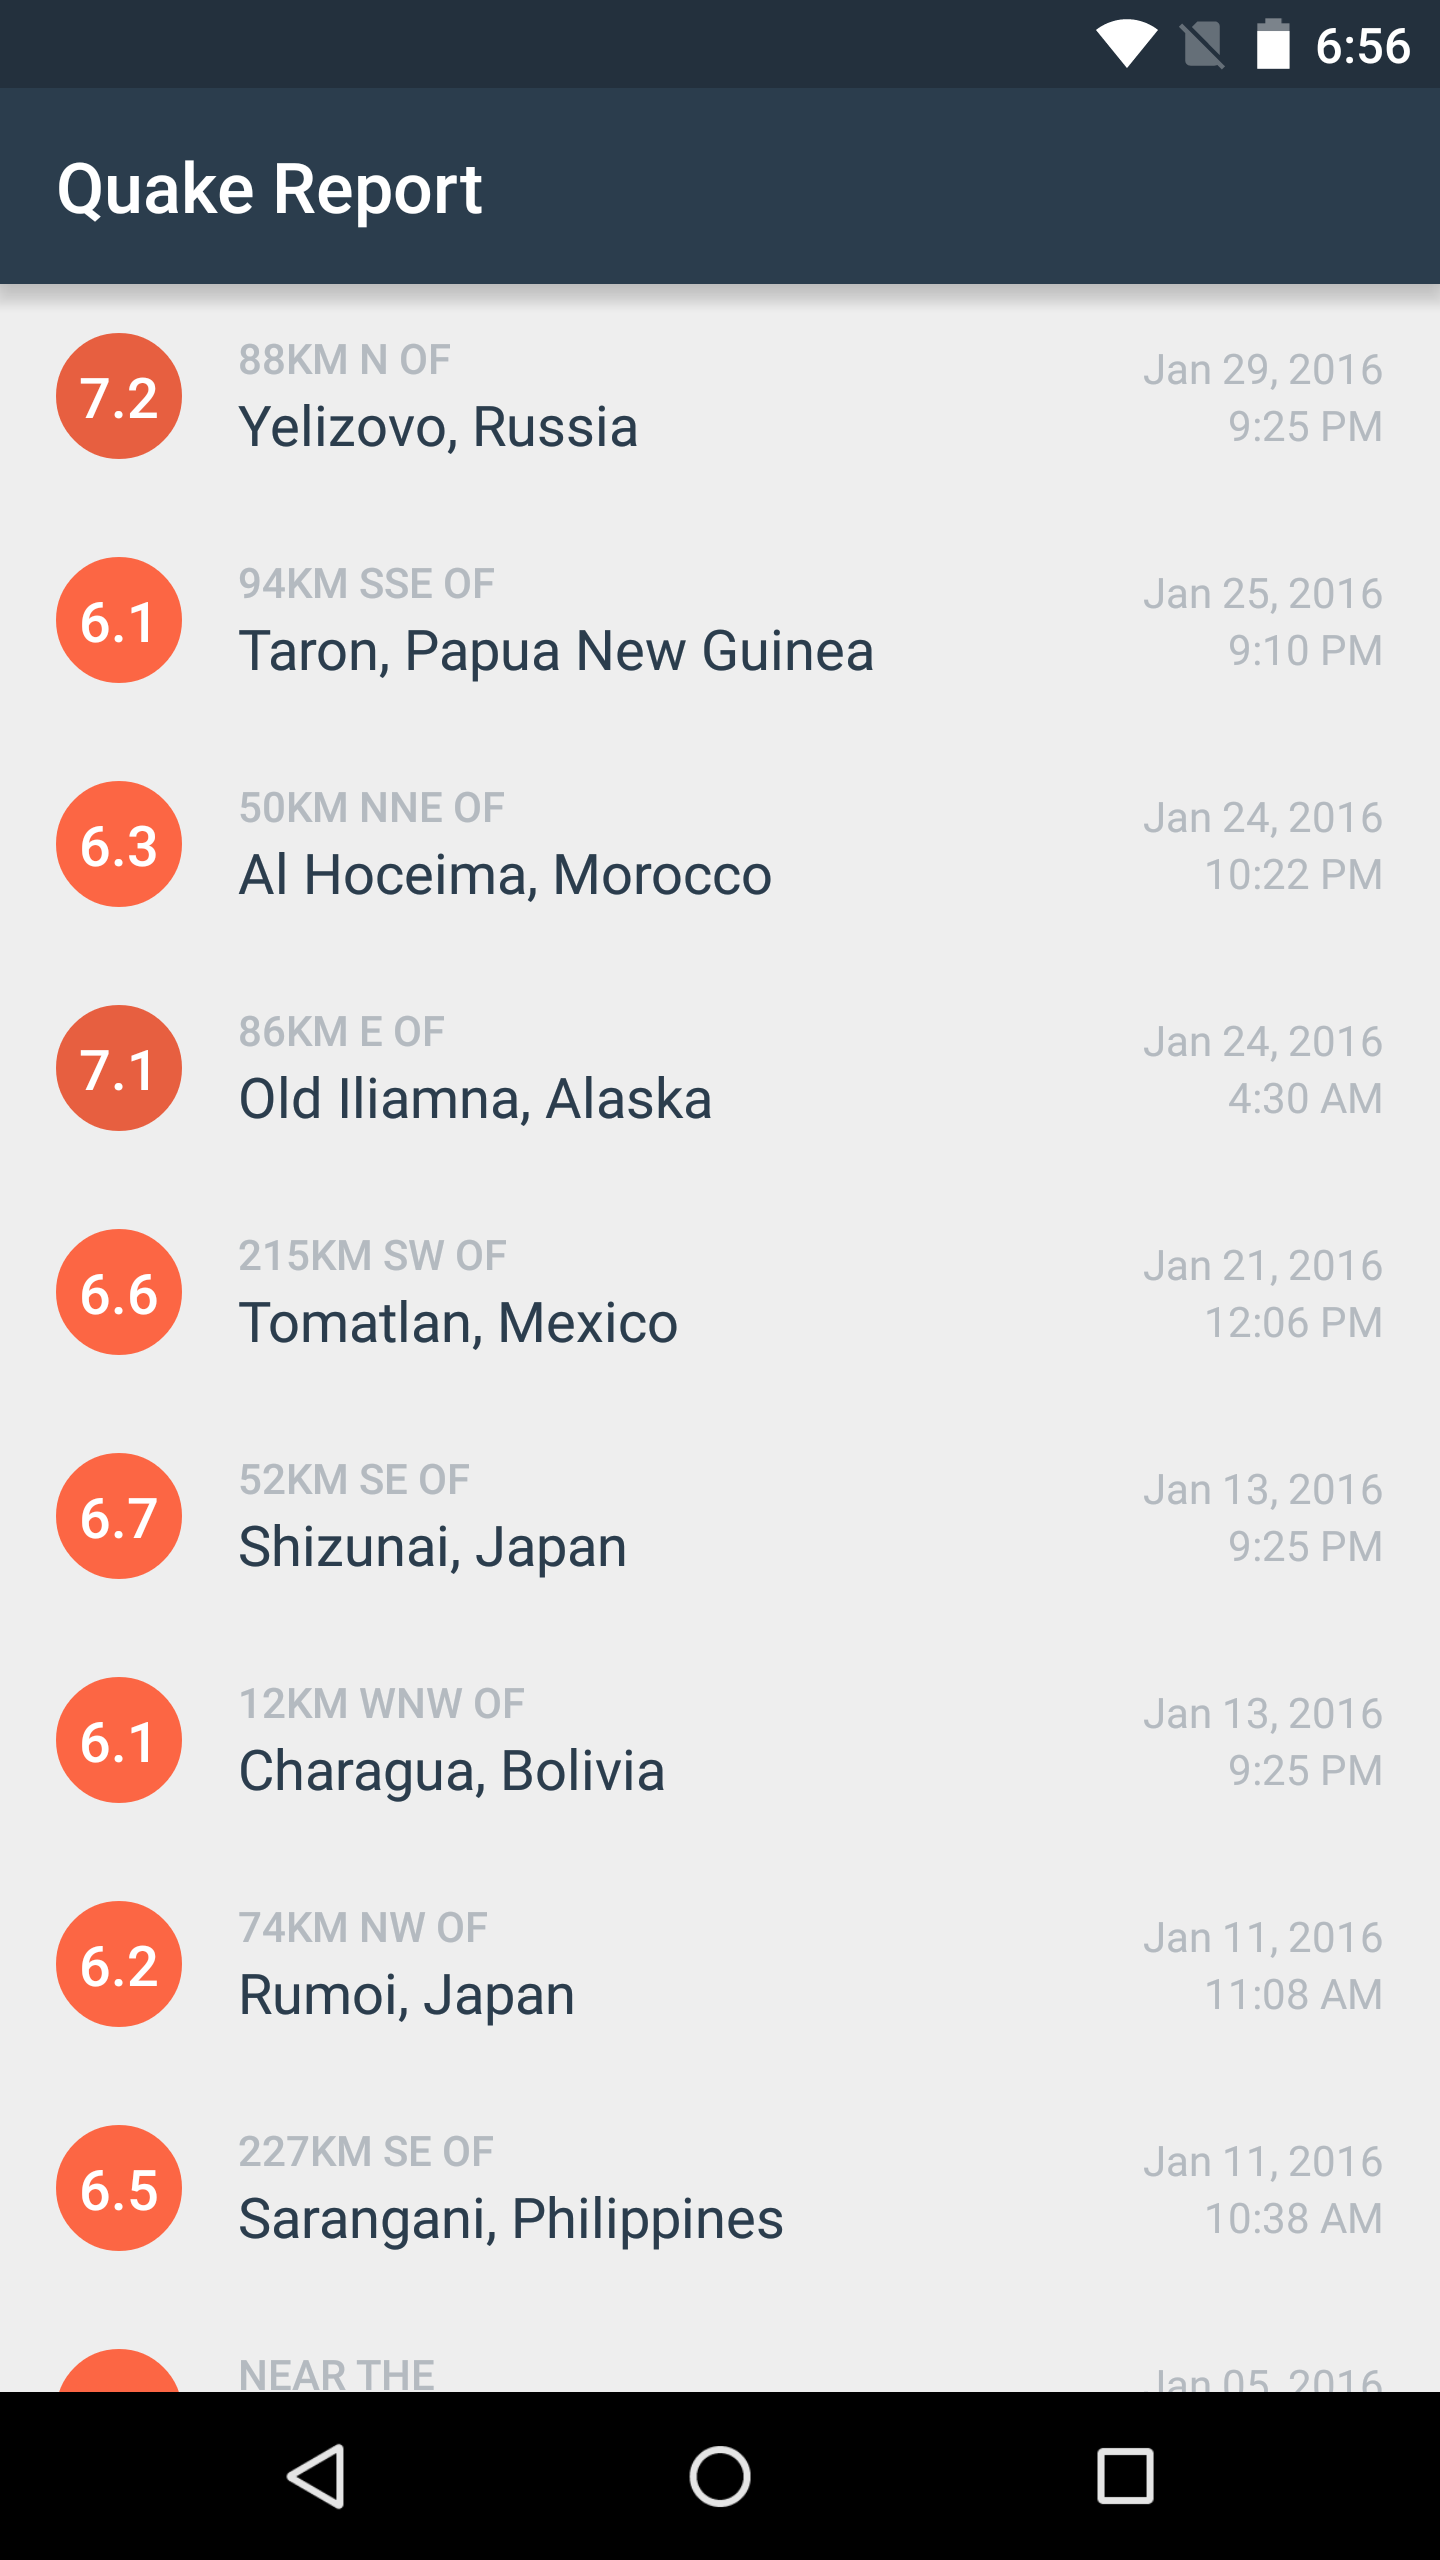 6:56
Quake Report
7.2
88KM N OF
Yelizovo, Russia
Jan 29, 2016
9:25 PM
6.1
94KM SSE OF
Taron, Papua New Guinea
Jan 25, 2016
9:10 PM
6.3
50KM NNE OF
Al Hoceima, Morocco
Jan 24, 2016
10:22 PM
7.1
86KM E OF
Old Iliamna, Alaska
Jan 24, 2016
4:30 AM
6.6
215KM SW OF
Tomatlan, Mexico
Jan 21, 2016
12:06 PM
6.7
52KM SE OF
Shizunai, Japan
Jan 13, 2016
9:25 PM
6.1
12KM WNW OF
Charagua, Bolivia
Jan 13, 2016
9:25 PM
6.2
74KM NW OF
Rumoi, Japan
Jan 11, 2016
11:08 AM
6.5
227KM SE OF
Sarangani, Philippines
Jan 11, 2016
10:38 AM
NEAR THE
Jan 05, 2016